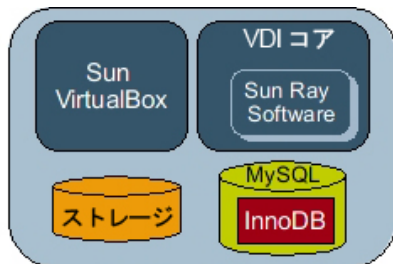 Sun
VirtualBox
VDI コア
Sun Ray
Software
ストレージ
MySQL
InnoDB